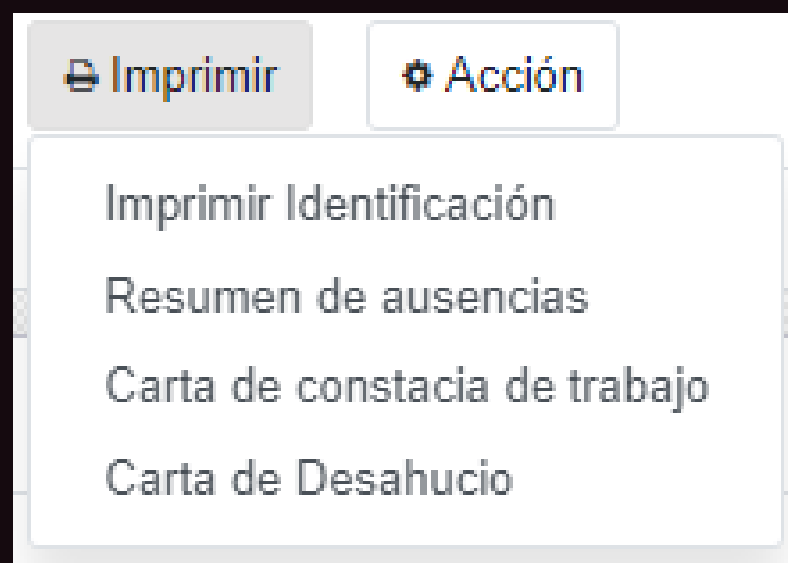 Imprimir Acción
Imprimir Identificación
Resumen de ausencias
Carta de constacia de trabajo
Carta de Desahucio